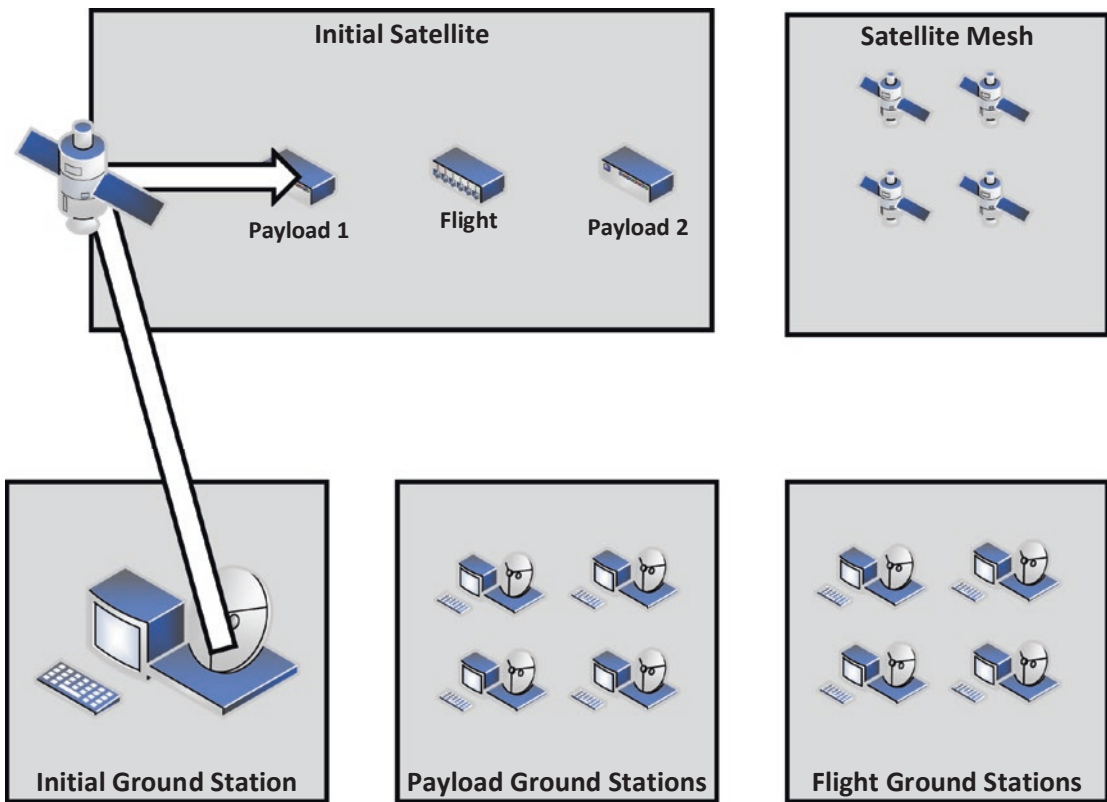 Initial Satellite
Satellite Mesh
Payload 1
Flight
Payload 2
Initial Ground Station
Payload Ground Stations
Flight Ground Stations